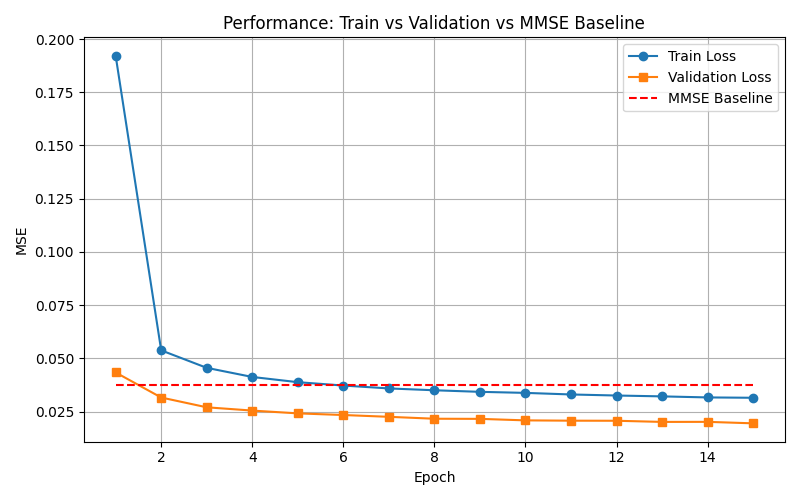 Performance: Train vs Validation vs MMSE Baseline
Train Loss
Validation Loss
MMSE Baseline
MSE
0.200
0.175
0.150
0.125
0.100
0.075
0.050
0.025
2 4 6 8 10 12 14
Epoch